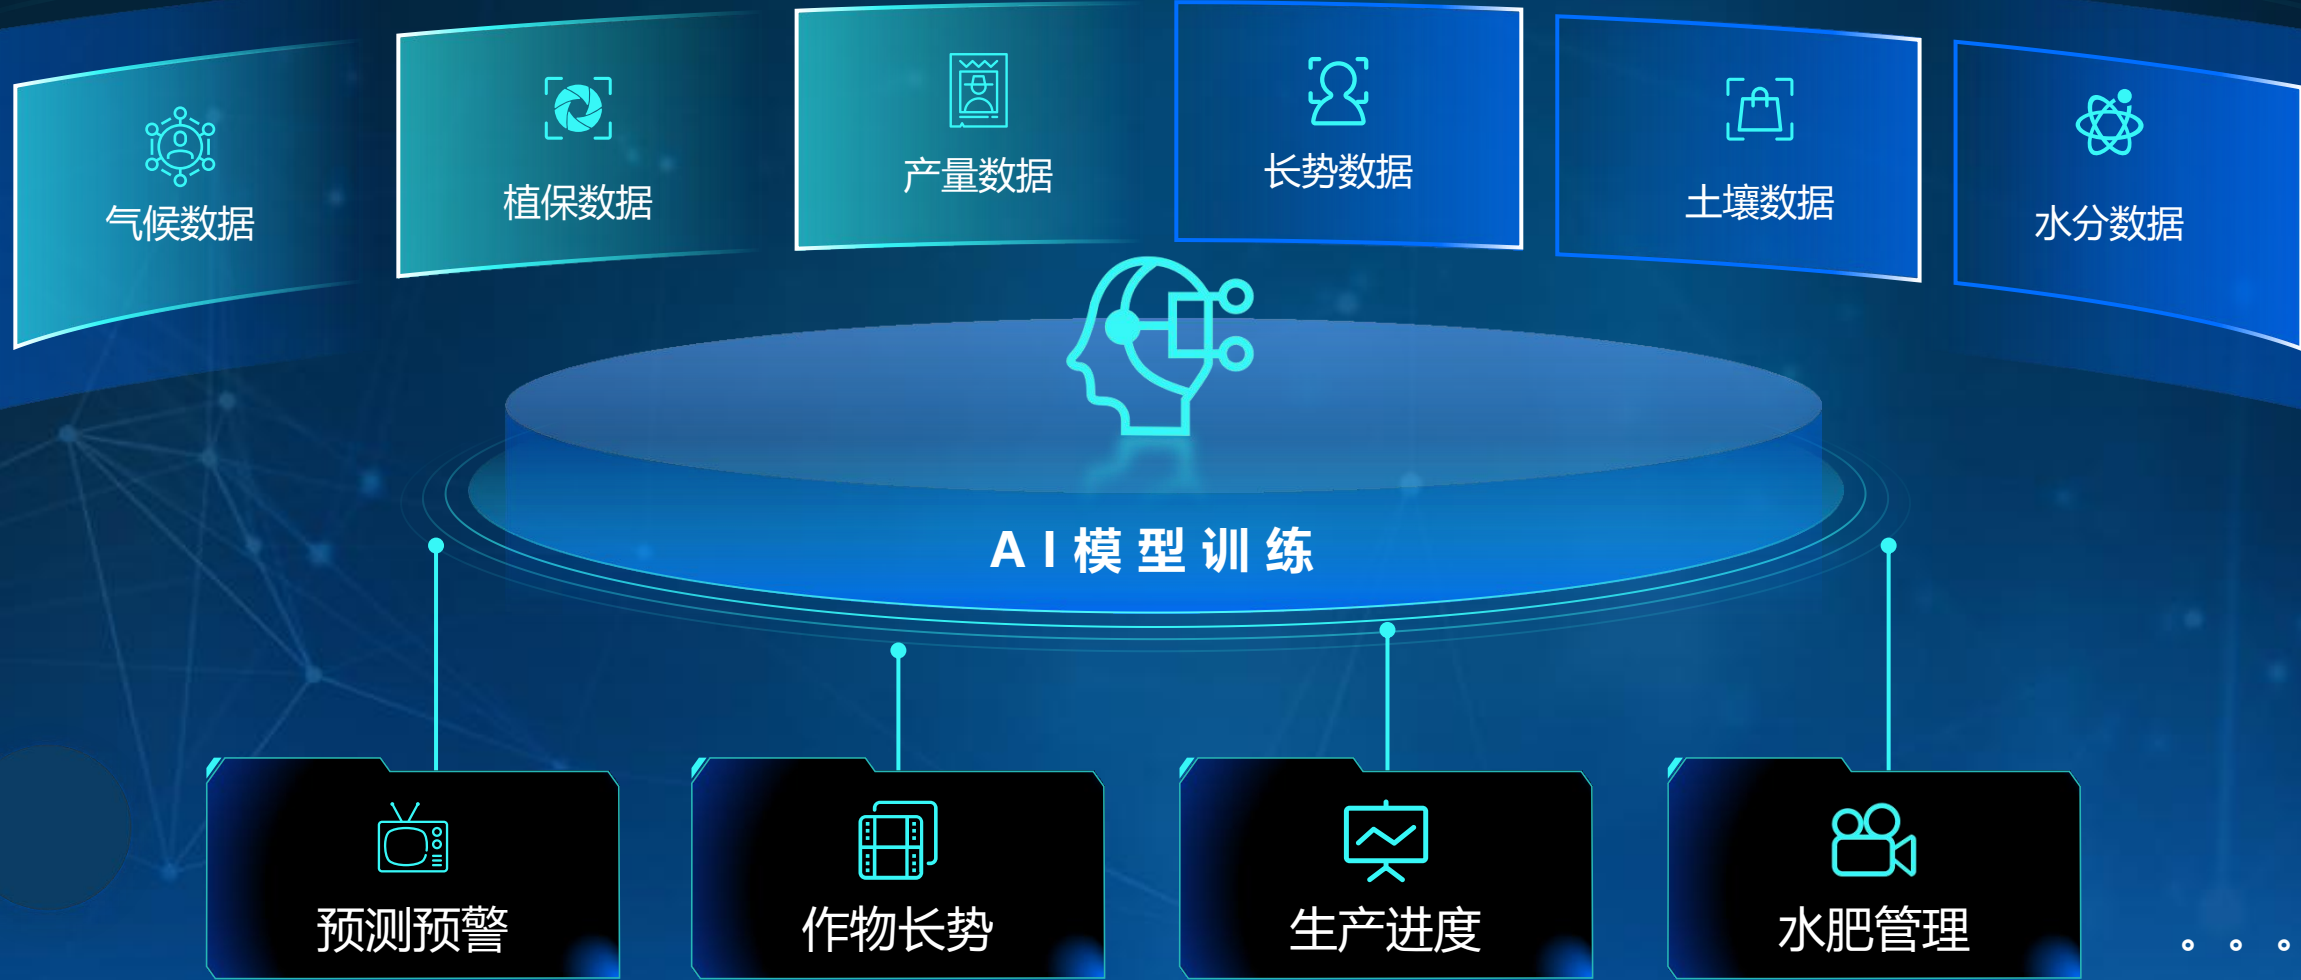 气候数据
植保数据
产量数据
长势数据
土壤数据
水分数据
AI模型训练
预测预警
作物长势
生产进度
水肥管理
。。。